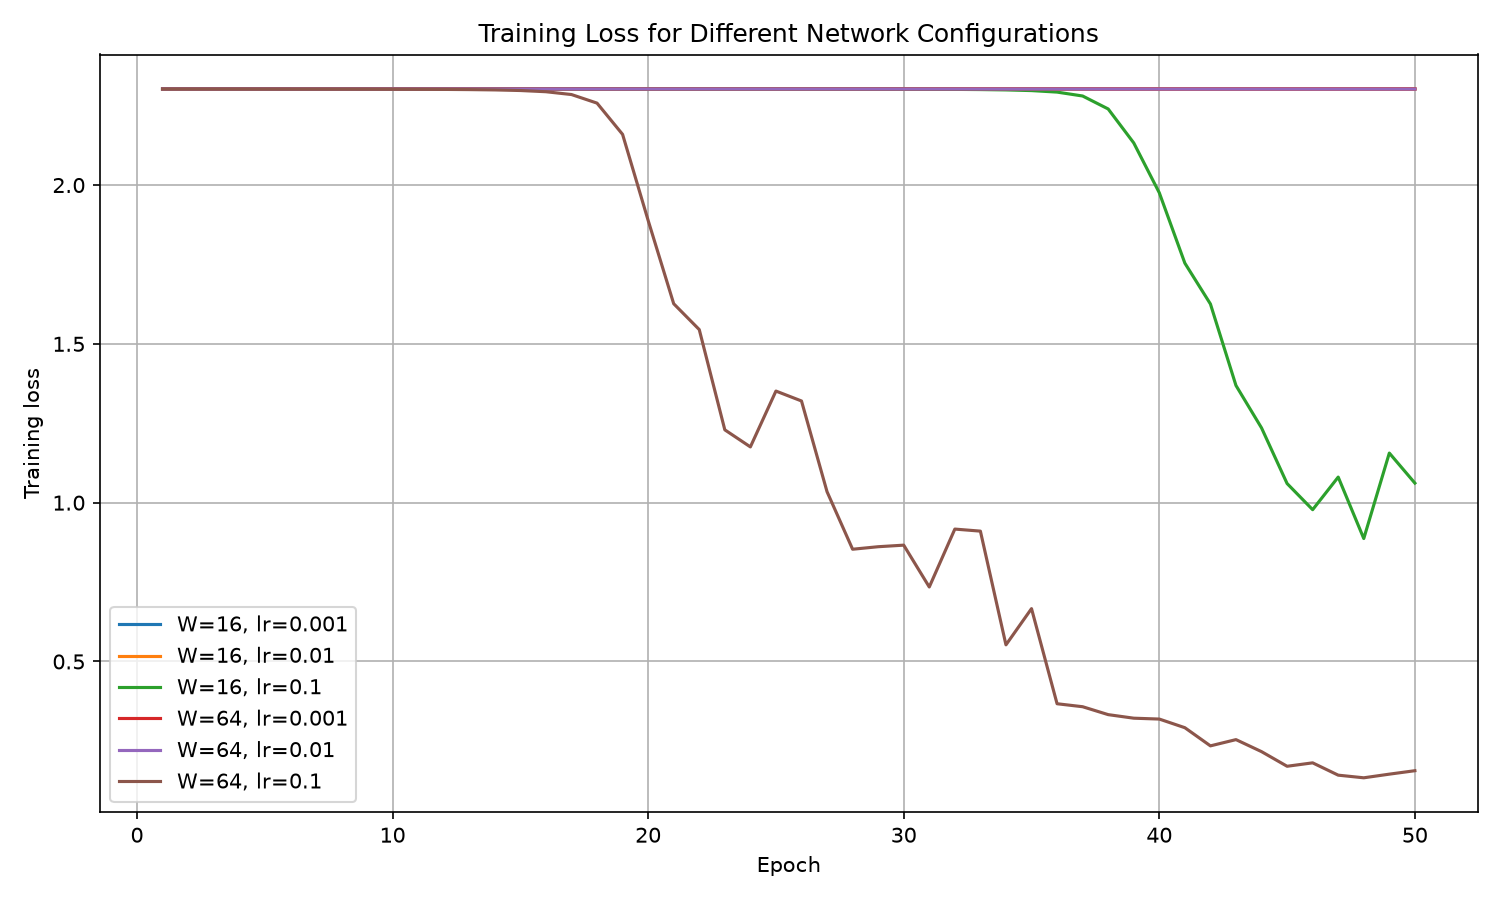 Training Loss for Different Network Configurations
Training loss
2.0
1.5
1.0
0.5
W=16, lr=0.001
W=16, lr=0.01
W=16, lr=0.1
W=64, lr=0.001
W=64, lr=0.01
W=64, lr=0.1
0 10 20 30 40 50
Epoch